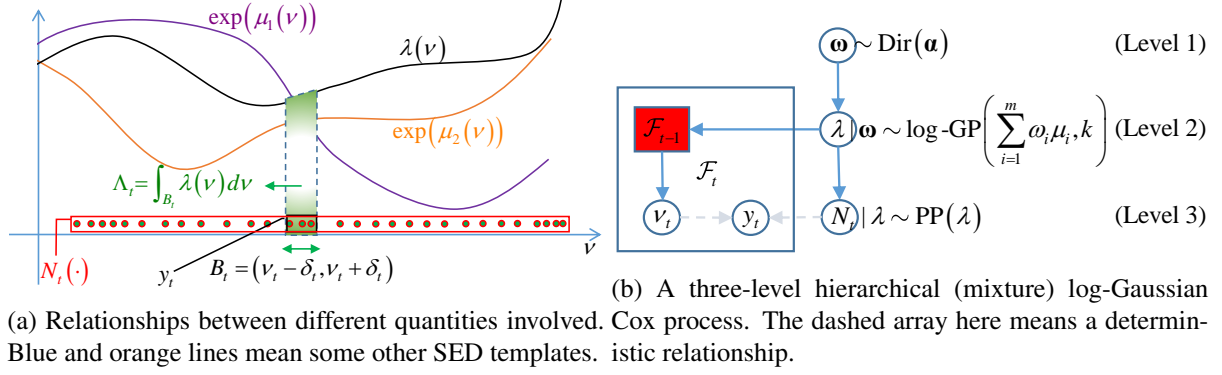 exp(μ₁(ν))
λ(ν)
exp(μ₂(ν))
Λₜ = ∫_{Bₜ} λ(ν) dν
ν
Nₜ(·)
yₜ
Bₜ = (νₜ − δₜ, νₜ + δₜ)
(a) Relationships between different quantities involved.
Blue and orange lines mean some other SED templates.
ω ~ Dir(α) (Level 1)
𝓕ₜ₋₁
λ | ω ~ log-GP(∑_{i=1}^{m} ωᵢμᵢ, k) (Level 2)
𝓕ₜ
νₜ
yₜ
Nₜ | λ ~ PP(λ) (Level 3)
(b) A three-level hierarchical (mixture) log-Gaussian
Cox process. The dashed array here means a determin-
istic relationship.